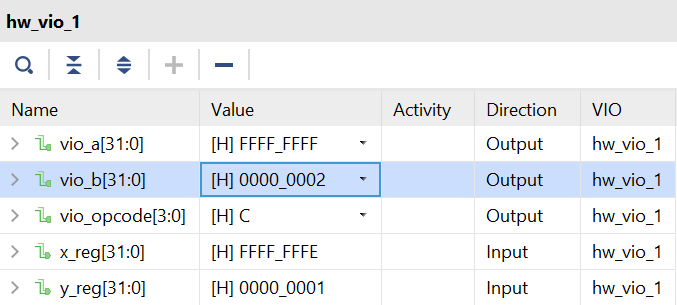 hw_vio_1
Name Value Activity Direction VIO
vio_a[31:0] [H] FFFF_FFFF Output hw_vio_1
vio_b[31:0] [H] 0000_0002 Output hw_vio_1
vio_opcode[3:0] [H] C Output hw_vio_1
x_reg[31:0] [H] FFFF_FFFE Input hw_vio_1
y_reg[31:0] [H] 0000_0001 Input hw_vio_1